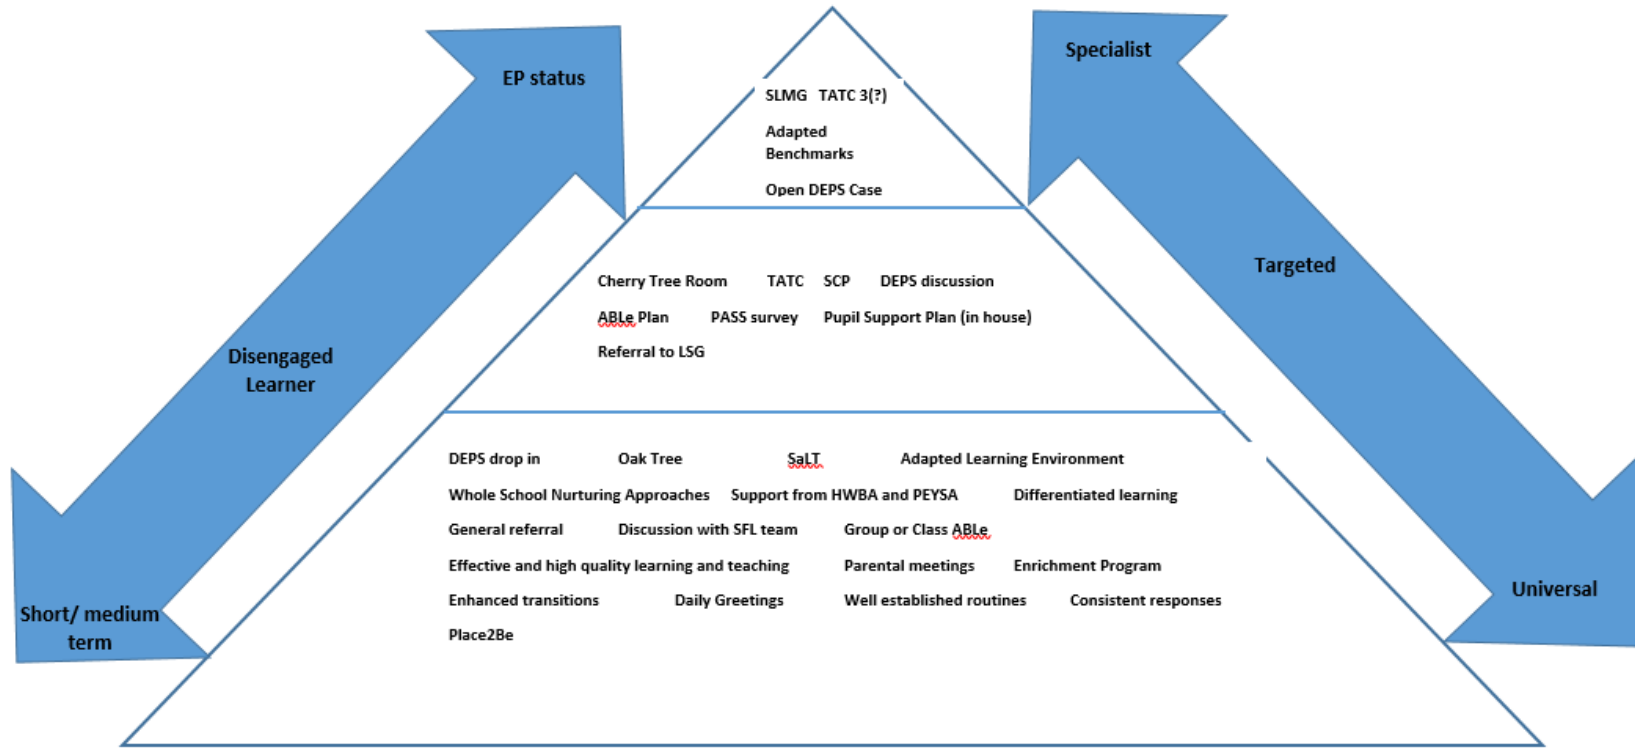 EP status
Specialist
SLMG TATC 3(?)
Adapted
Benchmarks
Open DEPS Case
Targeted
Cherry Tree Room TATC SCP DEPS discussion
ABLe Plan PASS survey Pupil Support Plan (in house)
Referral to LSG
Disengaged
Learner
DEPS drop in Oak Tree SaLT Adapted Learning Environment
Whole School Nurturing Approaches Support from HWBA and PEYSA Differentiated learning
General referral Discussion with SFL team Group or Class ABLe
Effective and high quality learning and teaching Parental meetings Enrichment Program
Enhanced transitions Daily Greetings Well established routines Consistent responses
Place2Be
Short/ medium
term
Universal